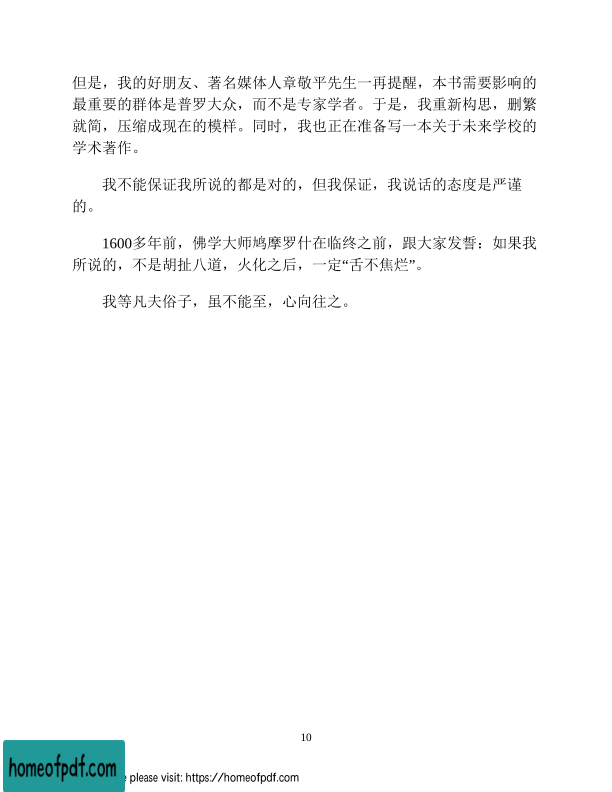 但是，我的好朋友、著名媒体人章敬平先生一再提醒，本书需要影响的
最重要的群体是普罗大众，而不是专家学者。于是，我重新构思，删繁
就简，压缩成现在的模样。同时，我也正在准备写一本关于未来学校的
学术著作。
我不能保证我所说的都是对的，但我保证，我说话的态度是严谨
的。
1600多年前，佛学大师鸠摩罗什在临终之前，跟大家发誓：如果我
所说的，不是胡扯八道，火化之后，一定“舌不焦烂”。
我等凡夫俗子，虽不能至，心向往之。
10
homeofpdf.com
please visit: https://homeofpdf.com